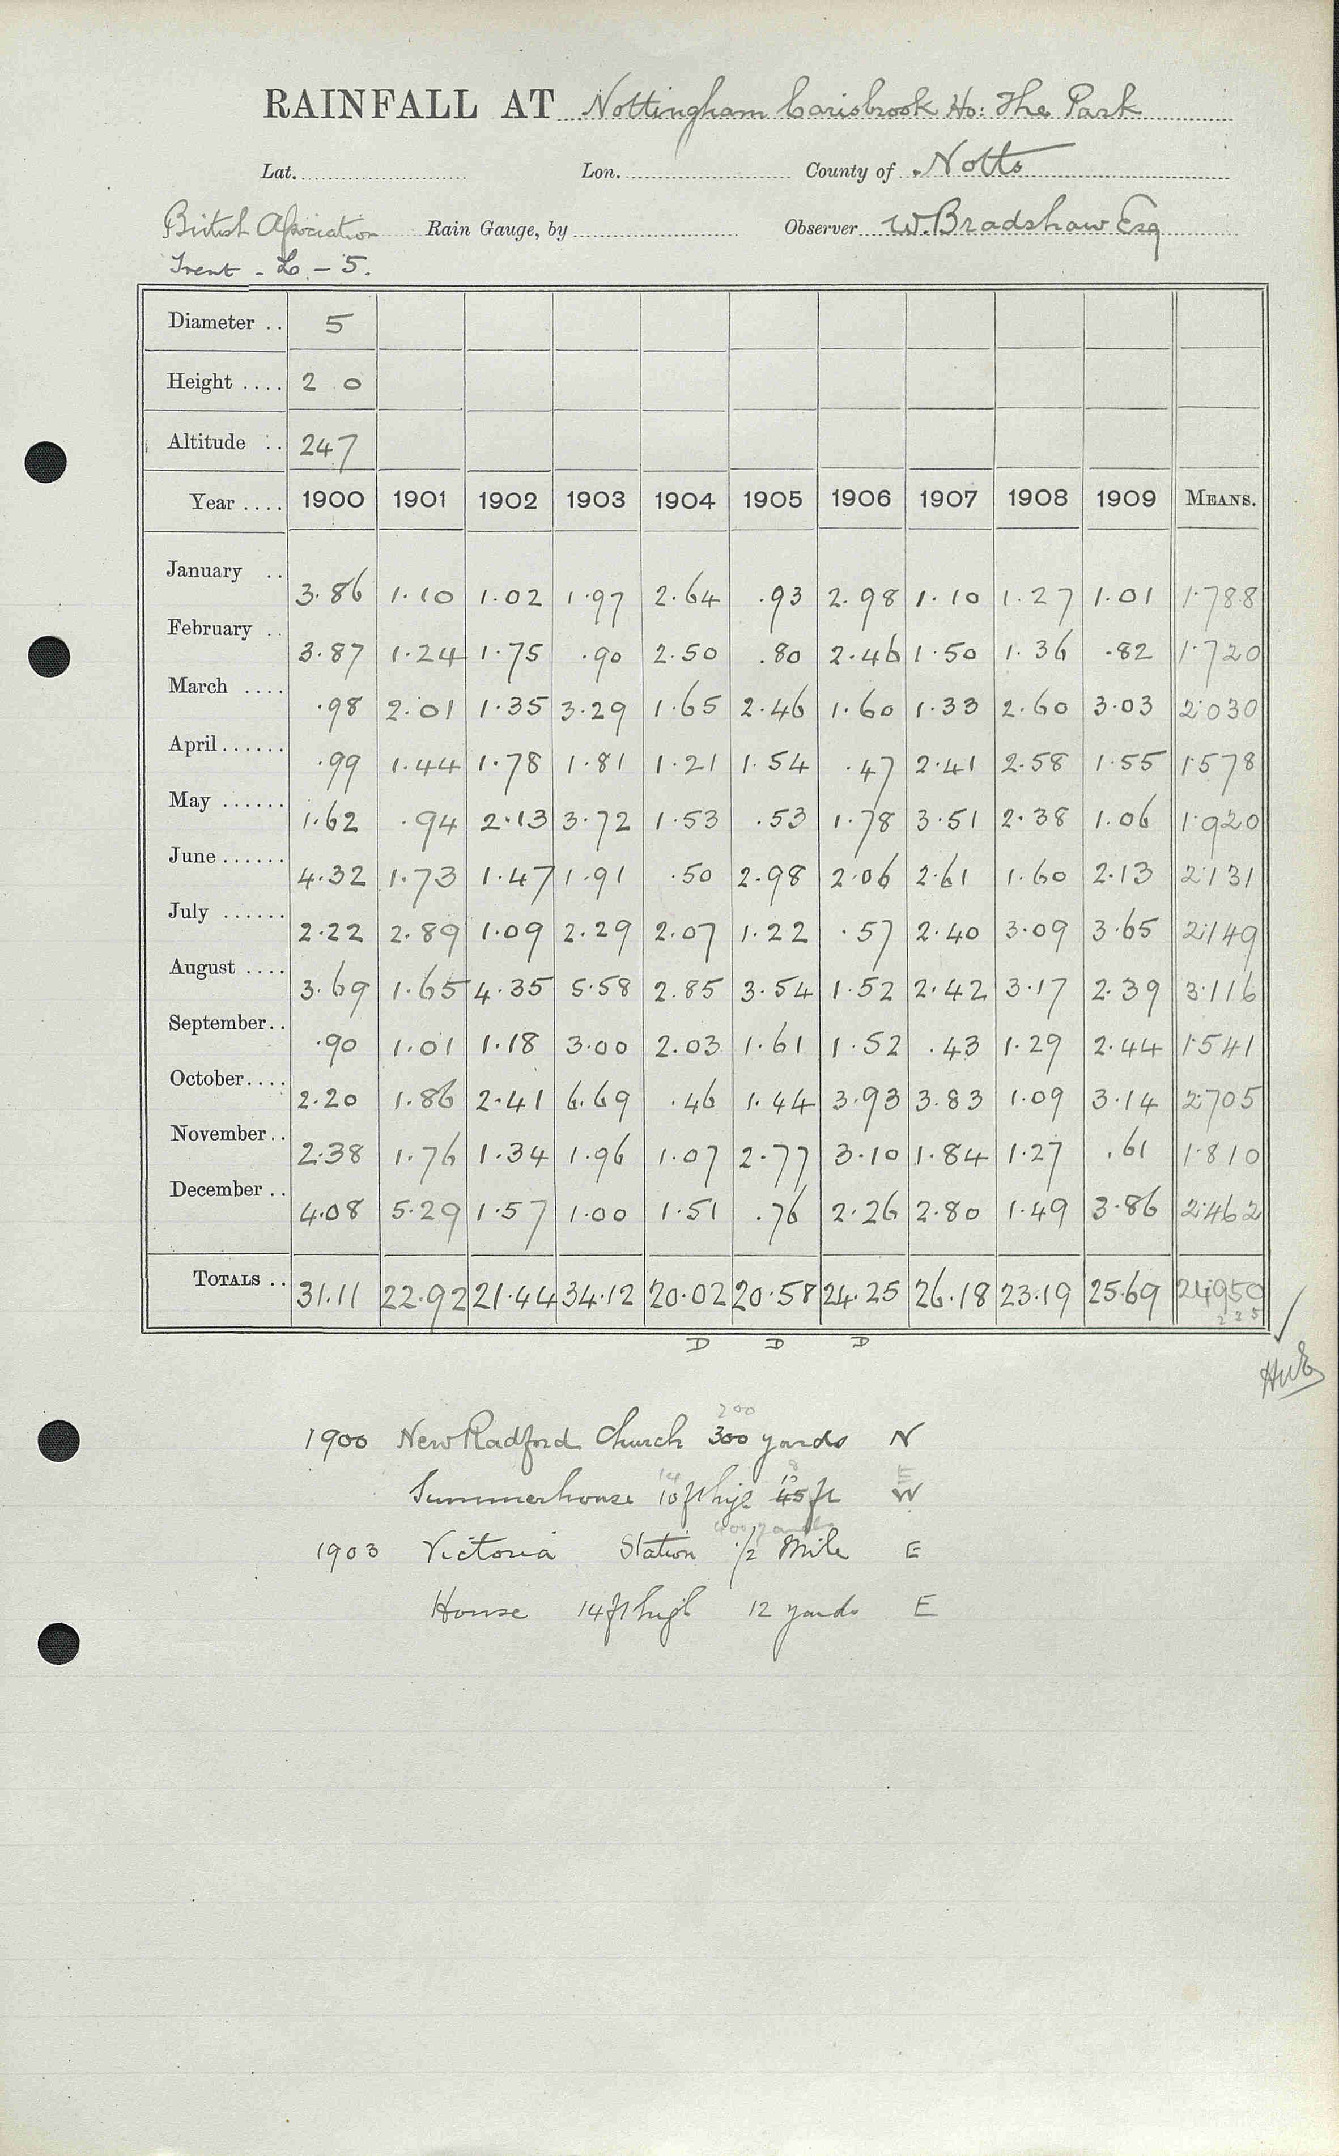 RAINFALL AT Nottingham Carisbrook Ho: The Park
Lat. Lon. County of Notts
British Association Rain Gauge, by Observer W. Bradshaw Esq
Trent - L - 5.
Diameter .. 5
Height .... 2 0
Altitude .. 247
Year .... 1900 1901 1902 1903 1904 1905 1906 1907 1908 1909 MEANS.
January .. 3.86 1.10 1.02 1.97 2.64 .93 2.98 1.10 1.27 1.01 1.788
February .. 3.87 1.24 1.75 .90 2.50 .80 2.46 1.50 1.36 .82 1.720
March .... .98 2.01 1.35 3.29 1.65 2.46 1.60 1.33 2.60 3.03 2.030
April ...... .99 1.44 1.78 1.81 1.21 1.54 .47 2.41 2.58 1.55 1.578
May ...... 1.62 .94 2.13 3.72 1.53 .53 1.78 3.51 2.38 1.06 1.920
June ...... 4.32 1.73 1.47 1.91 .50 2.98 2.06 2.61 1.60 2.13 2.131
July ...... 2.22 2.89 1.09 2.29 2.07 1.22 .57 2.40 3.09 3.65 2.149
August .... 3.69 1.65 4.35 5.58 2.85 3.54 1.52 2.42 3.17 2.39 3.116
September .. .90 1.01 1.18 3.00 2.03 1.61 1.52 .43 1.29 2.44 1.541
October .... 2.20 1.86 2.41 6.69 .46 1.44 3.93 3.83 1.09 3.14 2.705
November .. 2.38 1.76 1.34 1.96 1.07 2.77 3.10 1.84 1.27 .61 1.810
December .. 4.08 5.29 1.57 1.00 1.51 .76 2.26 2.80 1.49 3.86 2.462
TOTALS .. 31.11 22.92 21.44 34.12 20.02 20.58 24.25 26.18 23.19 25.69 24.950
2 2 5
D D D
200
1900 New Radford Church 300 yards N
14 18 E
Summerhouse 10 ft high 45 ft W
400 yards
1903 Victoria Station 1/2 Mile E
House 14 ft high 12 yards E